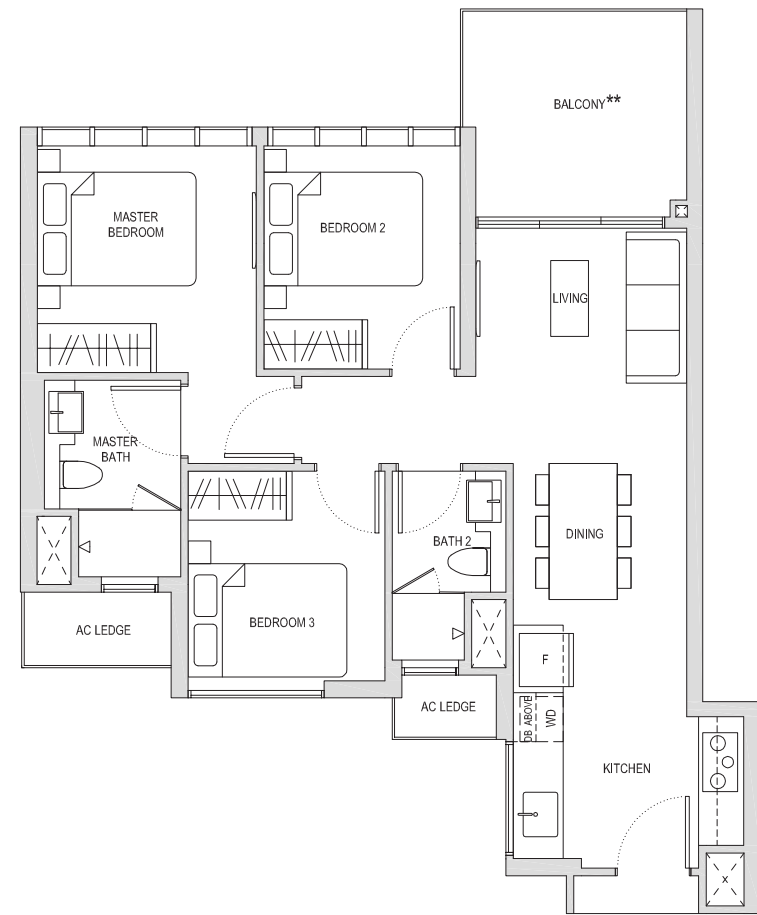 BALCONY**
MASTER
BEDROOM
BEDROOM 2
LIVING
MASTER
BATH
DINING
BATH 2
BEDROOM 3
AC LEDGE
F
AC LEDGE
DB ABOVE
WD
KITCHEN
x